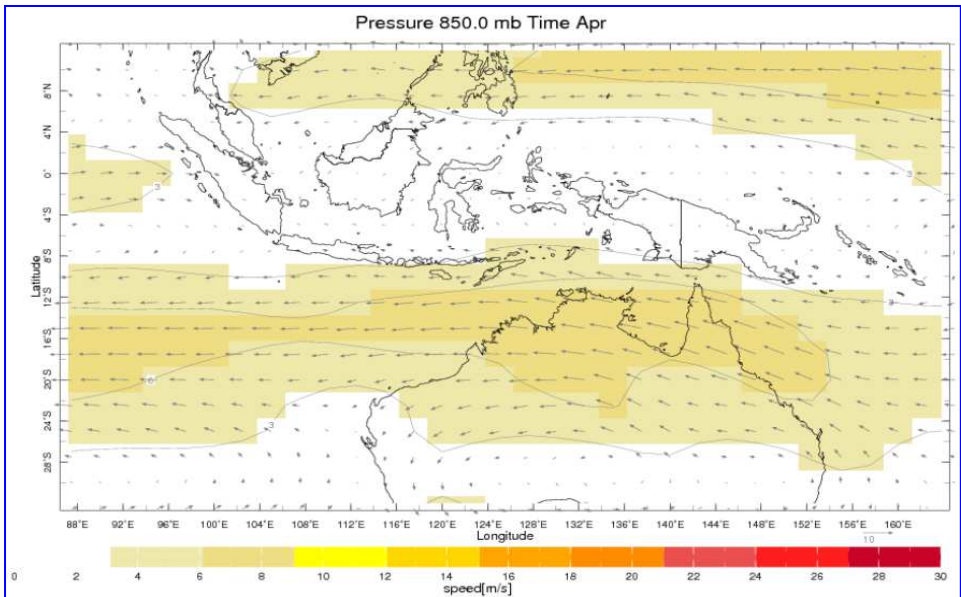 Pressure 850.0 mb Time Apr
8°N
4°N
0°
4°S
8°S
12°S
16°S
20°S
24°S
28°S
Latitude
3
3
3
3
6
88°E 92°E 96°E 100°E 104°E 108°E 112°E 116°E 120°E 124°E 128°E 132°E 136°E 140°E 144°E 148°E 152°E 156°E 160°E
Longitude
10
0 2 4 6 8 10 12 14 16 18 20 22 24 26 28 30
speed[m/s]